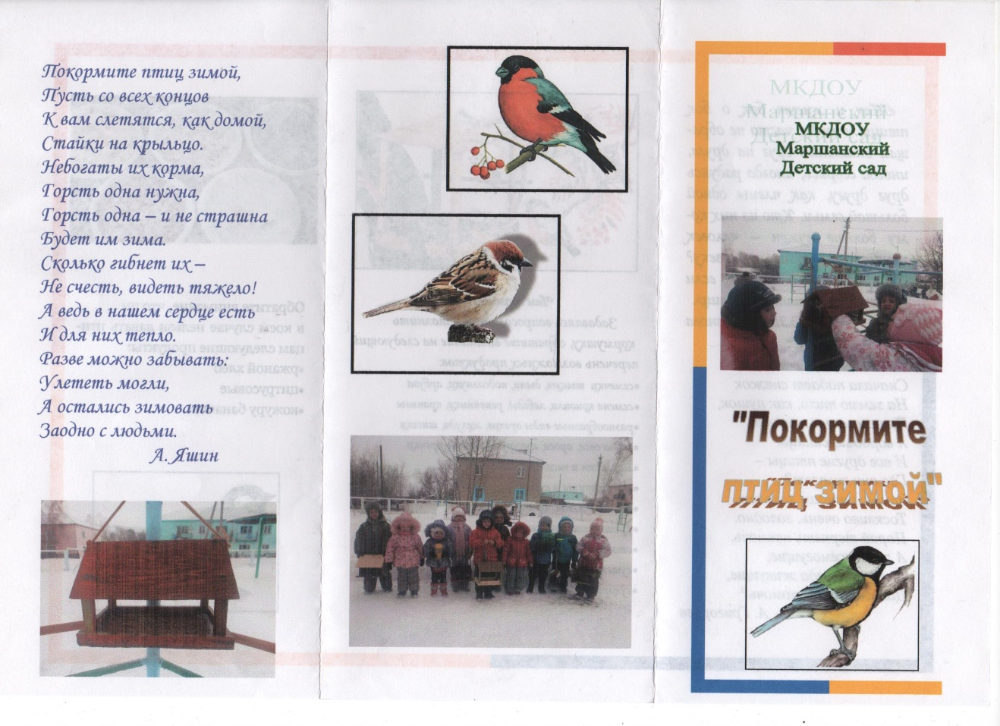 Покормите птиц зимой,
Пусть со всех концов
К вам слетятся, как домой,
Стайки на крыльцо.
Небогаты их корма,
Горсть одна нужна,
Горсть одна – и не страшна
Будет им зима.
Сколько гибнет их –
Не счесть, видеть тяжело!
А ведь в нашем сердце есть
И для них тепло.
Разве можно забывать:
Улететь могли,
А остались зимовать
Заодно с людьми.
А. Яшин
МКДОУ
Маршанский
Детский сад
"Покормите
птиц зимой"